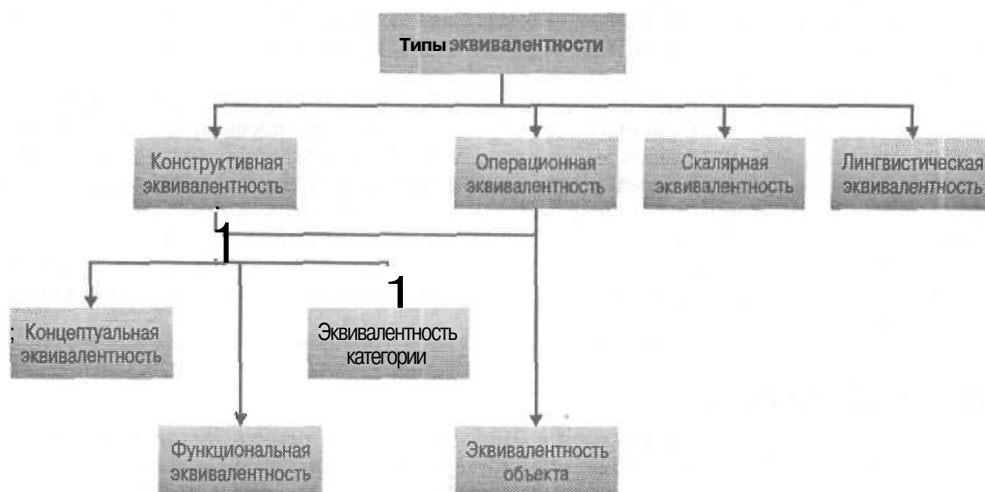 Типы эквивалентности
Конструктивная
эквивалентность
Операционная
эквивалентность
Скалярная
эквивалентность
Лингвистическая
эквивалентность
1
1
; Концептуальная
эквивалентность
Эквивалентность
категории
Функциональная
эквивалентность
Эквивалентность
объекта